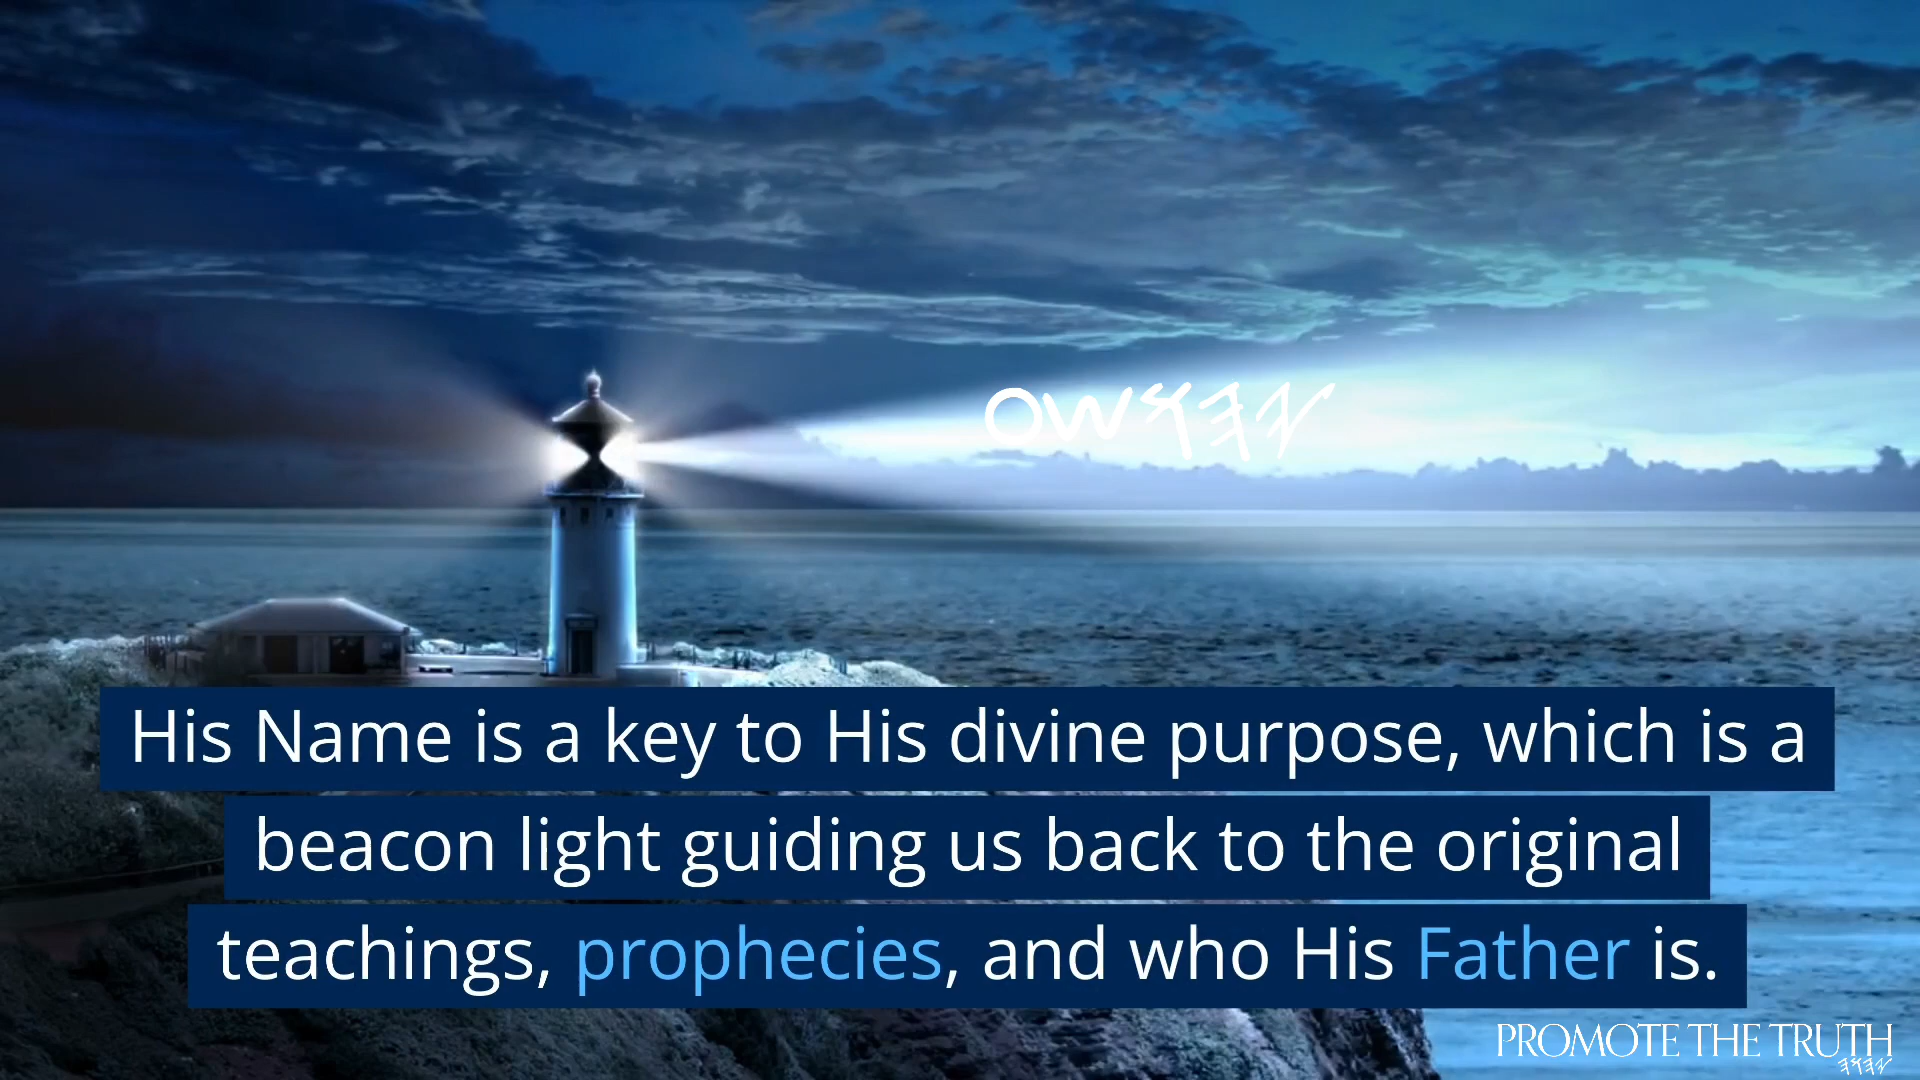 𐤉𐤄𐤅𐤔𐤏
His Name is a key to His divine purpose, which is a
beacon light guiding us back to the original
teachings, prophecies, and who His Father is.
PROMOTE THE TRUTH
𐤉𐤄𐤅𐤄